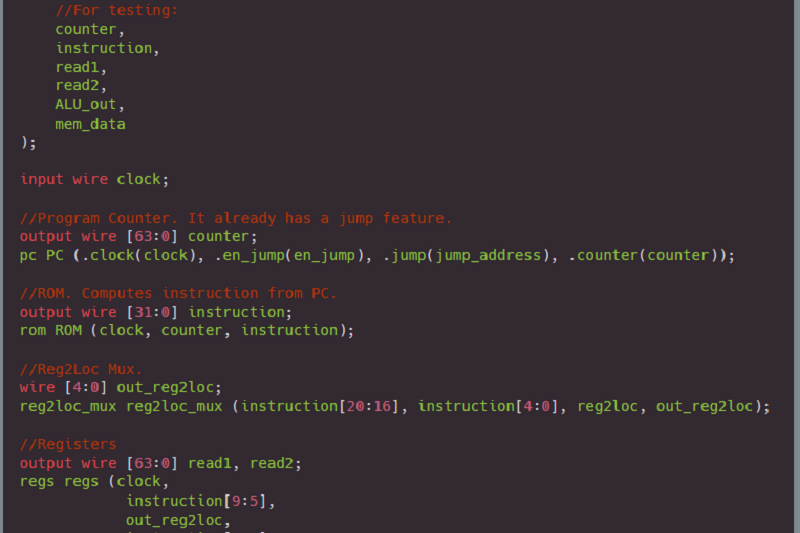 //For testing:
counter,
instruction,
read1,
read2,
ALU_out,
mem_data
);
input wire clock;
//Program Counter. It already has a jump feature.
output wire [63:0] counter;
pc PC (.clock(clock), .en_jump(en_jump), .jump(jump_address), .counter(counter));
//ROM. Computes instruction from PC.
output wire [31:0] instruction;
rom ROM (clock, counter, instruction);
//Reg2Loc Mux.
wire [4:0] out_reg2loc;
reg2loc_mux reg2loc_mux (instruction[20:16], instruction[4:0], reg2loc, out_reg2loc);
//Registers
output wire [63:0] read1, read2;
regs regs (clock,
instruction[9:5],
out_reg2loc,